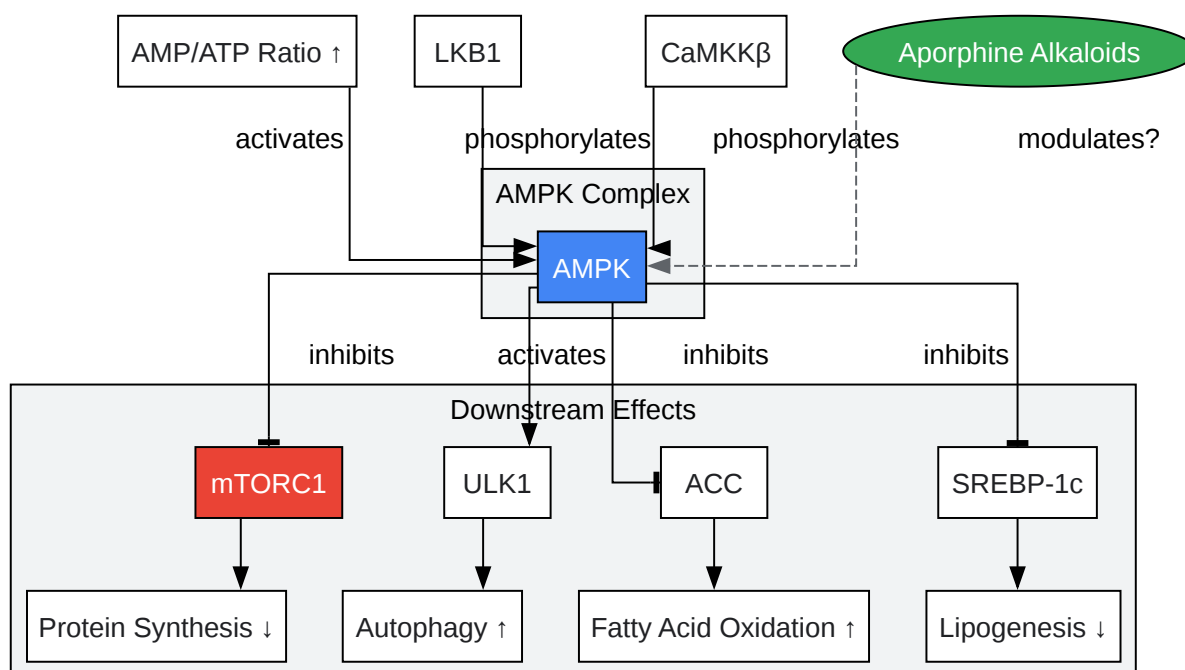 AMP/ATP Ratio ↑
LKB1
CaMKKβ
Aporphine Alkaloids
activates
phosphorylates
phosphorylates
modulates?
AMPK Complex
AMPK
inhibits
activates
inhibits
inhibits
Downstream Effects
mTORC1
ULK1
ACC
SREBP-1c
Protein Synthesis ↓
Autophagy ↑
Fatty Acid Oxidation ↑
Lipogenesis ↓